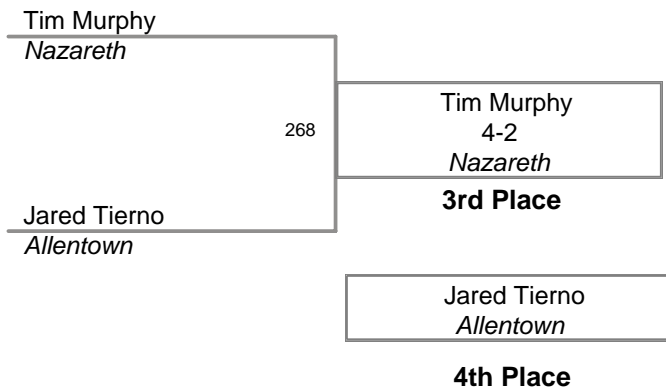 Tim Murphy
Nazareth
268
Tim Murphy
4-2
Nazareth
3rd Place
Jared Tierno
Allentown
Jared Tierno
Allentown
4th Place